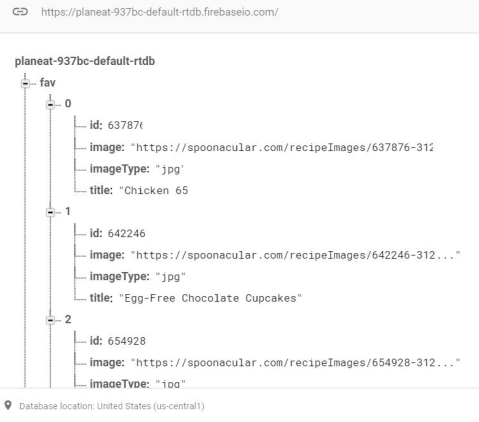 https://planeat-937bc-default-rtdb.firebaseio.com/
planeat-937bc-default-rtdb
fav
0
id: 637876
image: "https://spoonacular.com/recipeImages/637876-312
imageType: "jpg'
title: "Chicken 65
1
id: 642246
image: "https://spoonacular.com/recipeImages/642246-312..."
imageType: "jpg"
title: "Egg-Free Chocolate Cupcakes"
2
id: 654928
image: "https://spoonacular.com/recipeImages/654928-312..."
imageType: "jpg"
Database location: United States (us-central1)